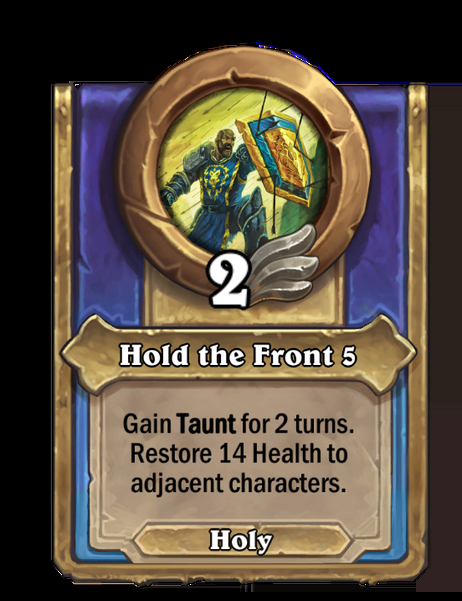 2
Hold the Front 5
Gain Taunt for 2 turns.
Restore 14 Health to
adjacent characters.
Holy